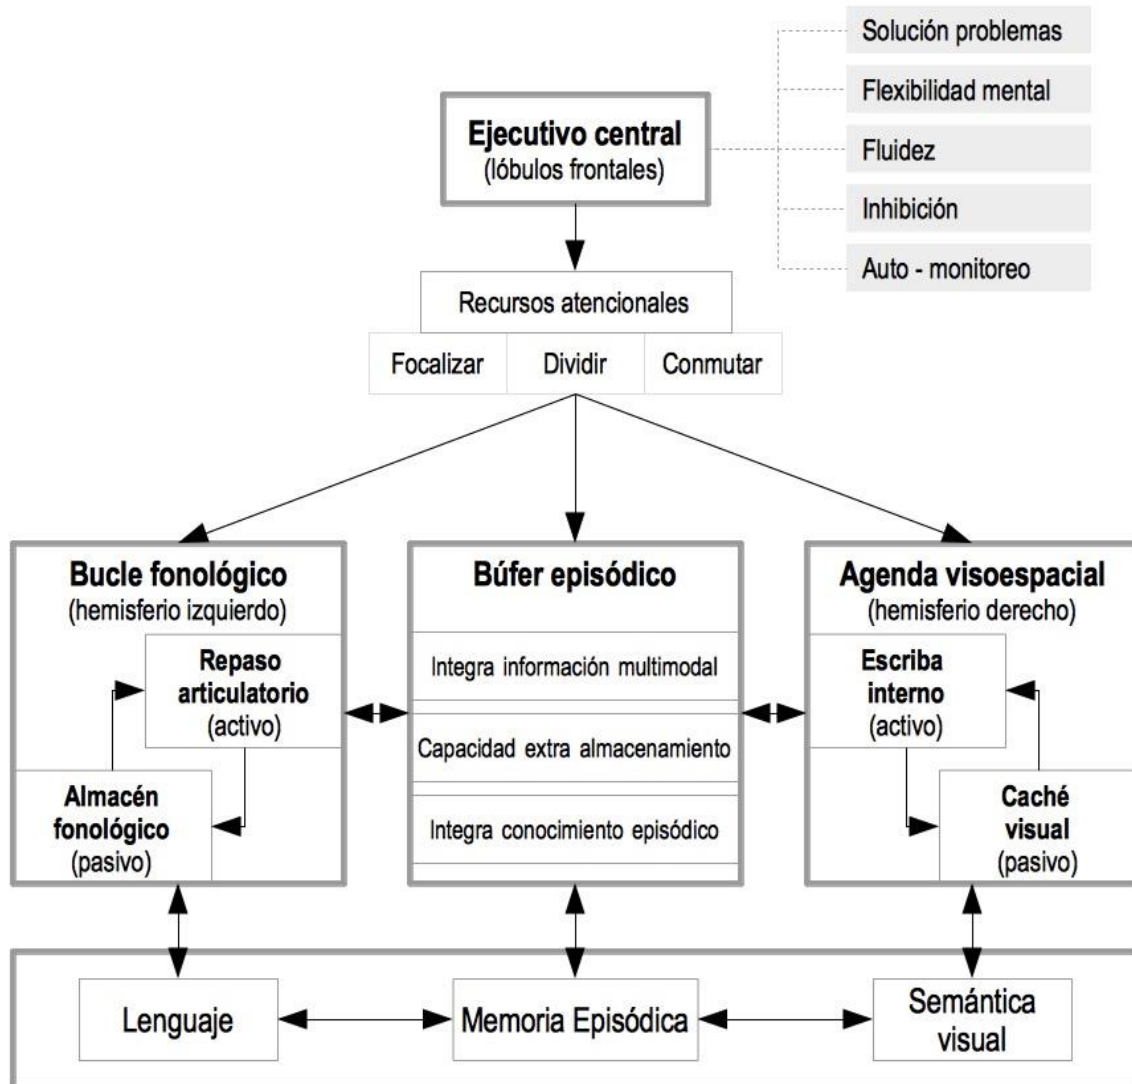 Solución problemas
Flexibilidad mental
Fluidez
Inhibición
Auto - monitoreo
Ejecutivo central
(lóbulos frontales)
Recursos atencionales
Focalizar
Dividir
Conmutar
Bucle fonológico
(hemisferio izquierdo)
Repaso
articulatorio
(activo)
Almacén
fonológico
(pasivo)
Búfer episódico
Integra información multimodal
Capacidad extra almacenamiento
Integra conocimiento episódico
Agenda visoespacial
(hemisferio derecho)
Escriba
interno
(activo)
Caché
visual
(pasivo)
Lenguaje
Memoria Episódica
Semántica
visual